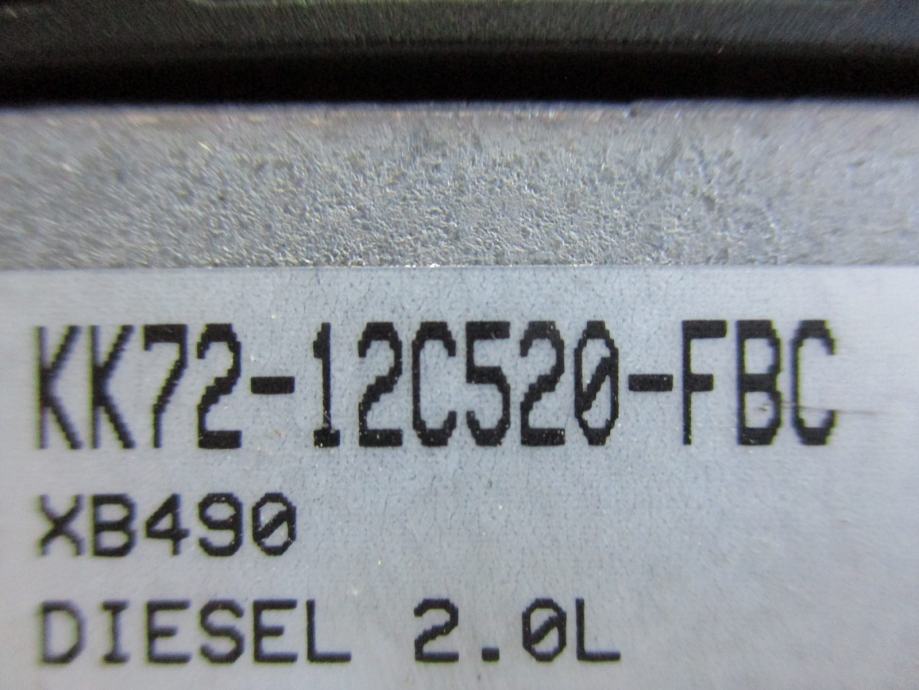 KK72-12C520-FBC
XB490
DIESEL 2.0L